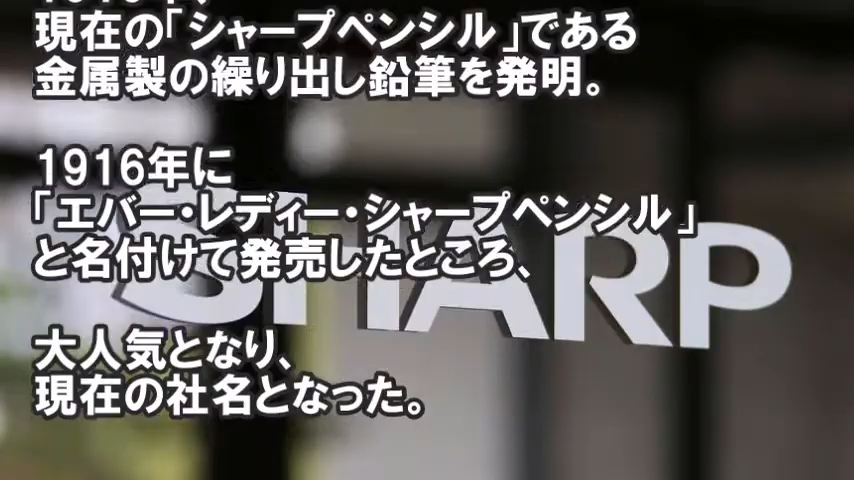 現在の「シャープペンシル」である
金属製の繰り出し鉛筆を発明。
1916年に
「エバー・レディー・シャープペンシル」
と名付けて発売したところ、
大人気となり、
現在の社名となった。
SHARP